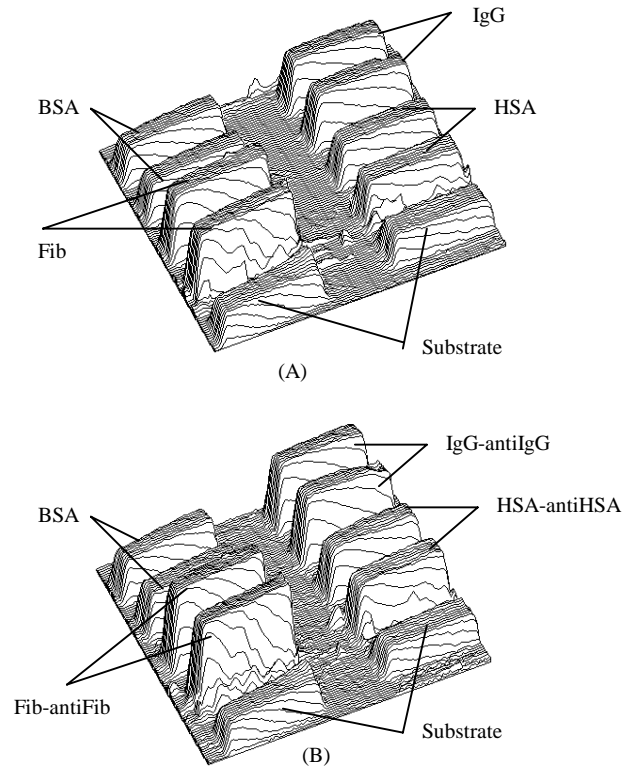 IgG
BSA
HSA
Fib
Substrate
(A)
IgG-antiIgG
HSA-antiHSA
BSA
Fib-antiFib
Substrate
(B)